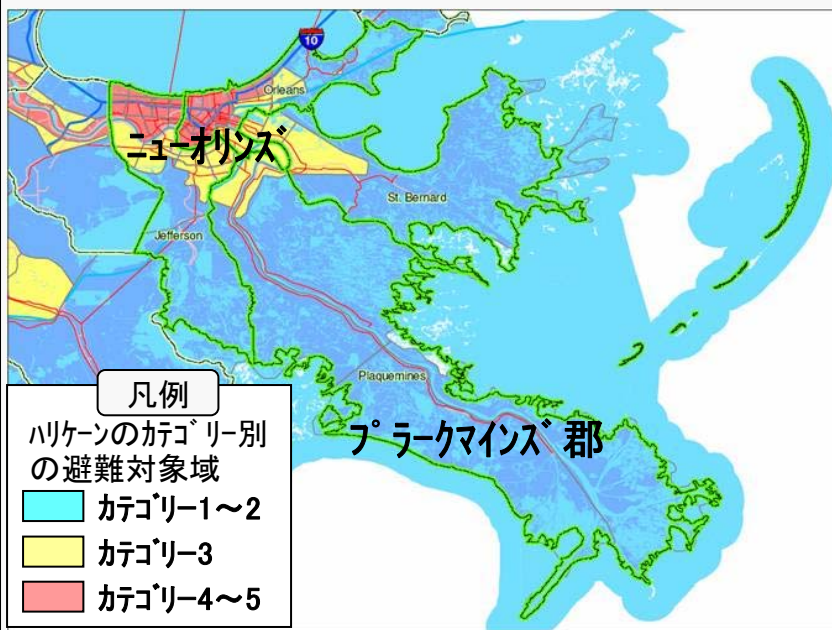 10
Orleans
ニューオリンズ
St. Bernard
Jefferson
Plaquemines
プラークマインズ郡
凡例
ハリケーンのカテゴリー別
の避難対象域
カテゴリー1～2
カテゴリー3
カテゴリー4～5